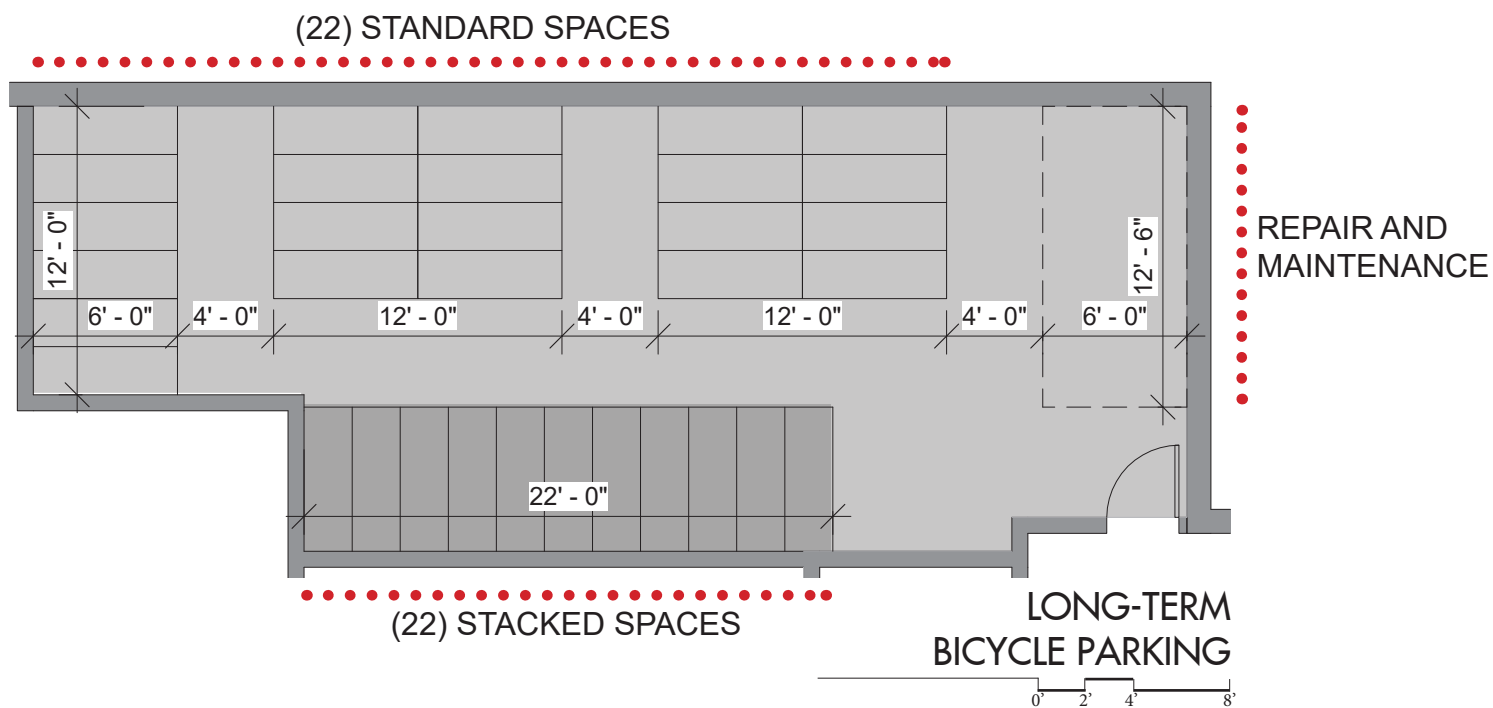 (22) STANDARD SPACES
12' - 0"
12' - 6"
REPAIR AND
MAINTENANCE
6' - 0"
4' - 0"
12' - 0"
4' - 0"
12' - 0"
4' - 0"
6' - 0"
22' - 0"
(22) STACKED SPACES
LONG-TERM
BICYCLE PARKING
0' 2' 4' 8'